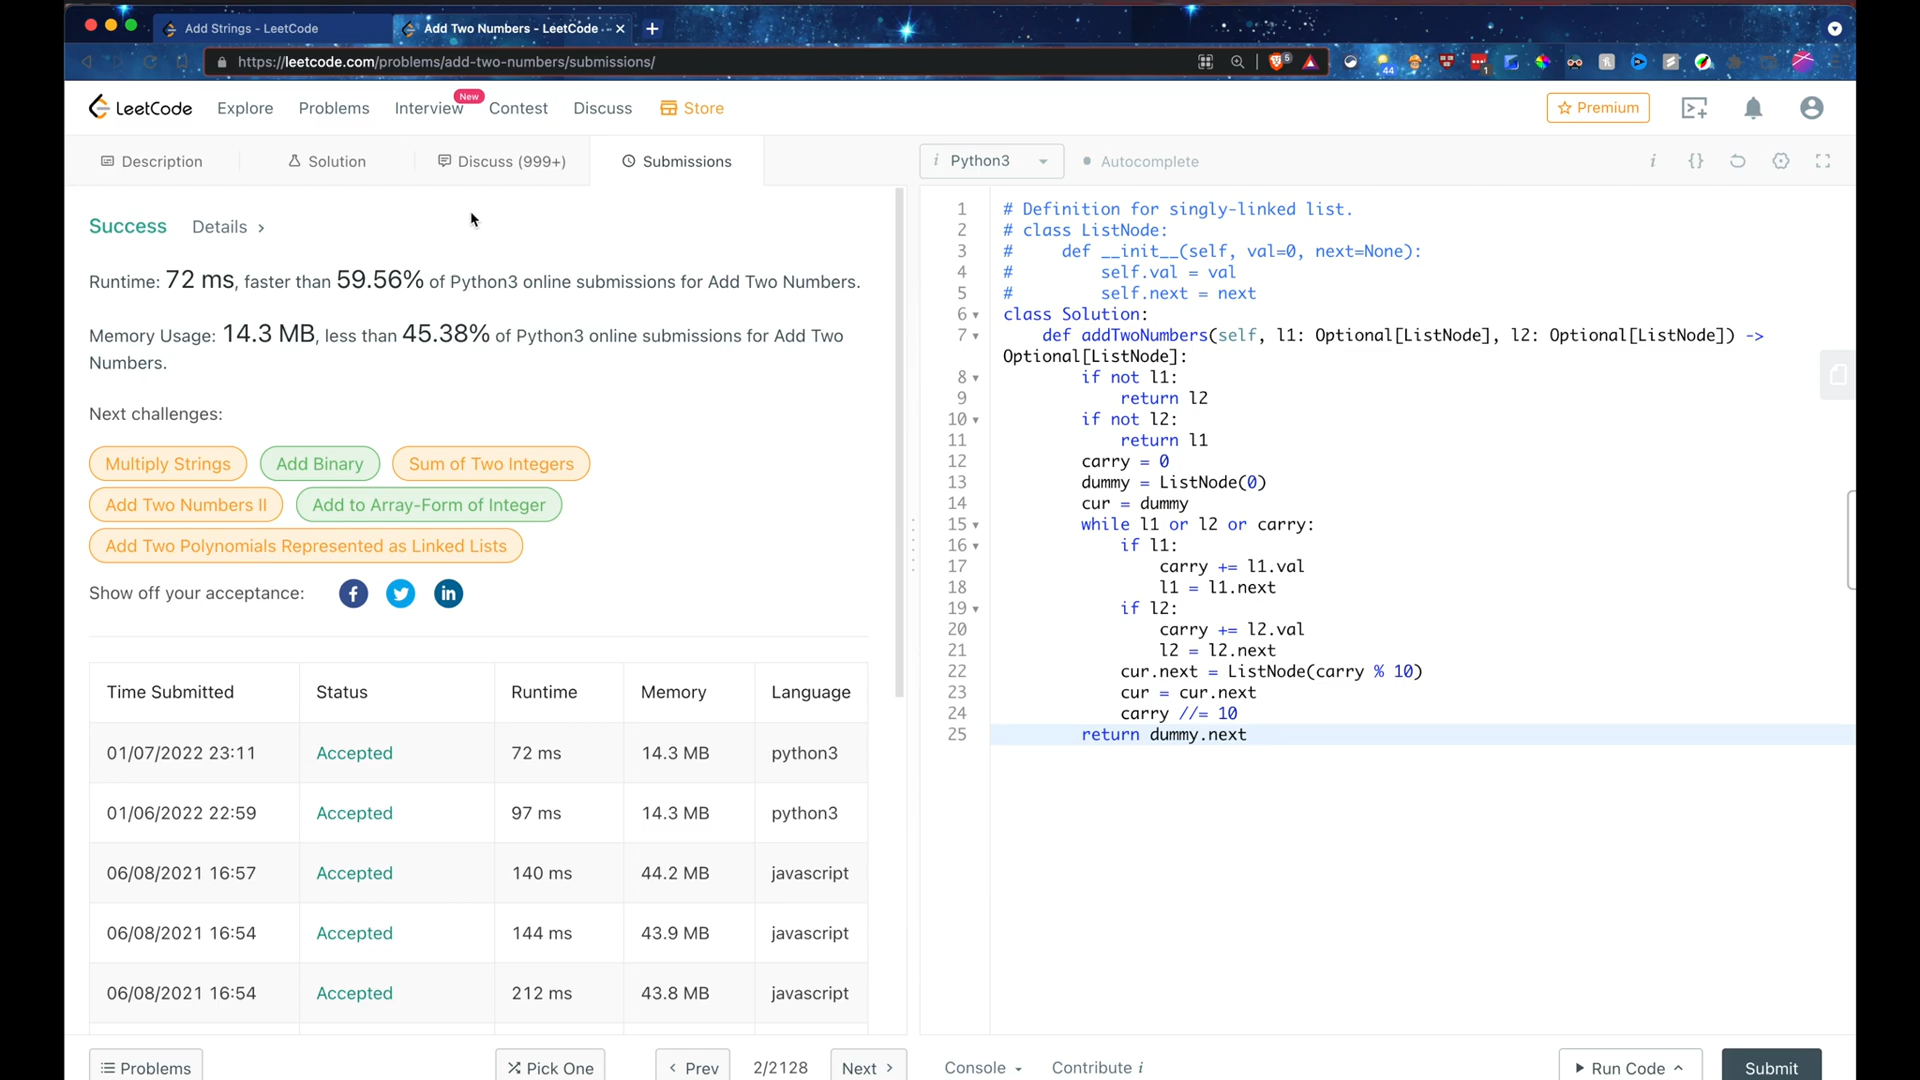 Add Strings - LeetCode
Add Two Numbers - LeetCode
https://leetcode.com/problems/add-two-numbers/submissions/
5
44
1
LeetCode
Explore
Problems
Interview
New
Contest
Discuss
Store
Premium
Description
Solution
Discuss (999+)
Submissions
i Python3
Autocomplete
i
{}
Success
Details
Runtime: 72 ms, faster than 59.56% of Python3 online submissions for Add Two Numbers.
Memory Usage: 14.3 MB, less than 45.38% of Python3 online submissions for Add Two
Numbers.
Next challenges:
Multiply Strings
Add Binary
Sum of Two Integers
Add Two Numbers II
Add to Array-Form of Integer
Add Two Polynomials Represented as Linked Lists
Show off your acceptance:
f
in
Time Submitted Status Runtime Memory Language
01/07/2022 23:11 Accepted 72 ms 14.3 MB python3
01/06/2022 22:59 Accepted 97 ms 14.3 MB python3
06/08/2021 16:57 Accepted 140 ms 44.2 MB javascript
06/08/2021 16:54 Accepted 144 ms 43.9 MB javascript
06/08/2021 16:54 Accepted 212 ms 43.8 MB javascript
1 # Definition for singly-linked list.
2 # class ListNode:
3 #     def __init__(self, val=0, next=None):
4 #         self.val = val
5 #         self.next = next
6 class Solution:
7     def addTwoNumbers(self, l1: Optional[ListNode], l2: Optional[ListNode]) ->
Optional[ListNode]:
8         if not l1:
9             return l2
10         if not l2:
11             return l1
12         carry = 0
13         dummy = ListNode(0)
14         cur = dummy
15         while l1 or l2 or carry:
16             if l1:
17                 carry += l1.val
18                 l1 = l1.next
19             if l2:
20                 carry += l2.val
21                 l2 = l2.next
22             cur.next = ListNode(carry % 10)
23             cur = cur.next
24             carry //= 10
25         return dummy.next
Problems
Pick One
Prev
2/2128
Next
Console
Contribute i
Run Code
Submit